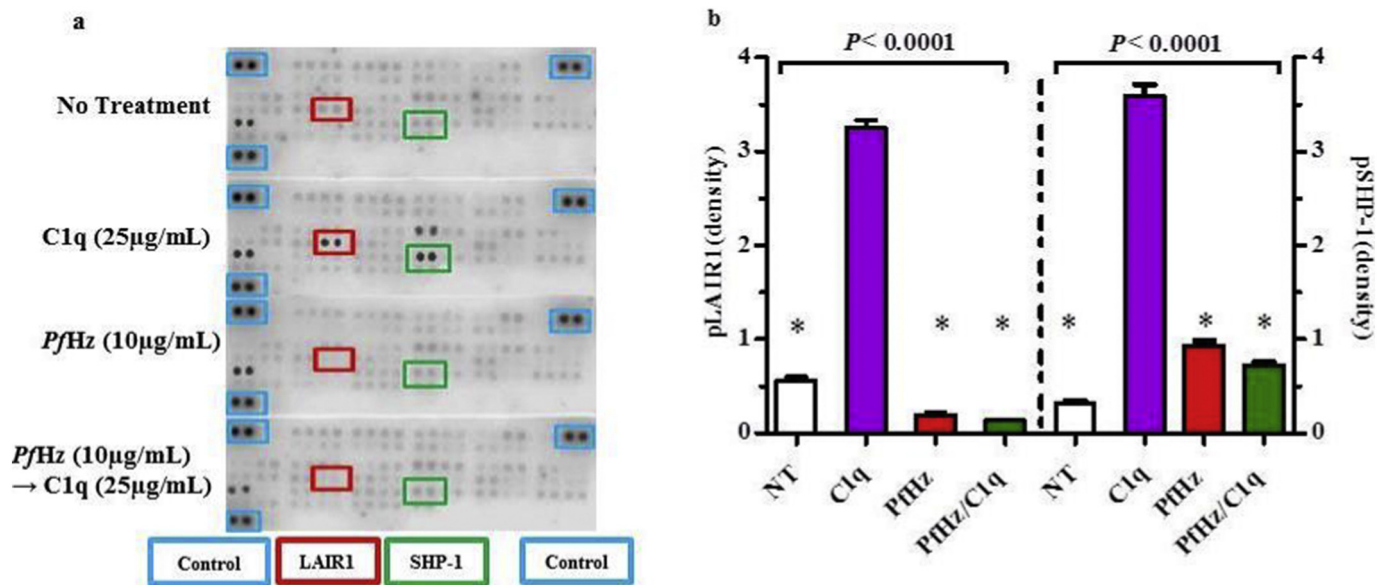 a
No Treatment
C1q (25µg/mL)
PfHz (10µg/mL)
PfHz (10µg/mL)
→ C1q (25µg/mL)
Control
LAIR1
SHP-1
Control
b
P< 0.0001
P< 0.0001
4
3
2
1
0
pLAIR1(density)
4
3
2
1
0
pSHP-1(density)
*
*
*
*
*
*
NT
C1q
PfHz
PfHz/C1q
NT
C1q
PfHz
PfHz/C1q